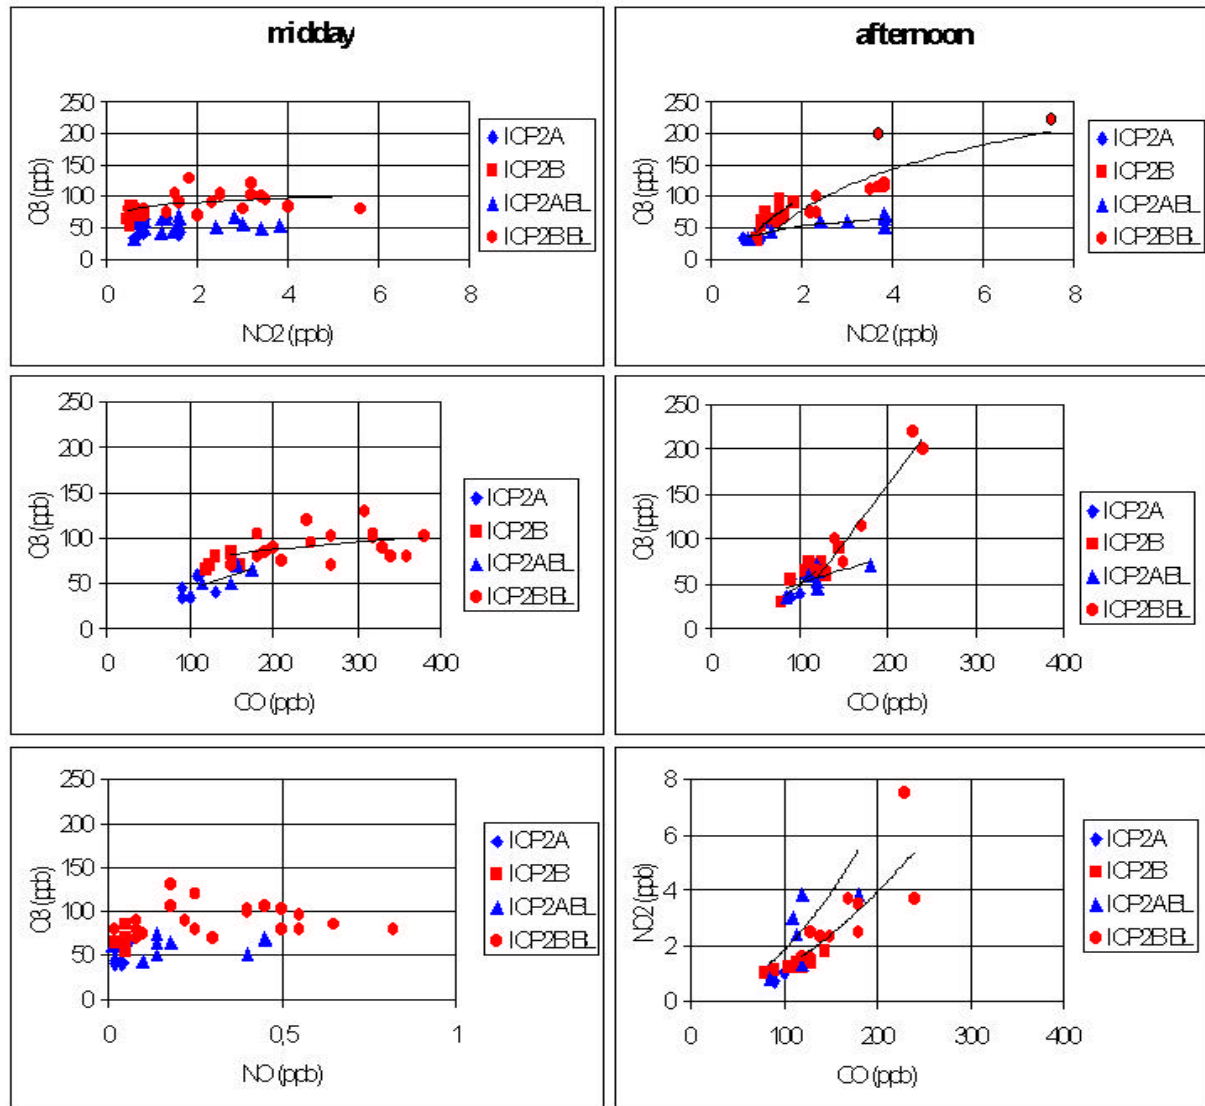 midday
250
200
150
100
50
0
O3 (ppb)
0 2 4 6 8
NO2 (ppb)
ICP2A
ICP2B
ICP2ABL
ICP2BBL
afternoon
250
200
150
100
50
0
O3 (ppb)
0 2 4 6 8
NO2 (ppb)
ICP2A
ICP2B
ICP2ABL
ICP2BBL
250
200
150
100
50
0
O3 (ppb)
0 100 200 300 400
CO (ppb)
ICP2A
ICP2B
ICP2ABL
ICP2BBL
250
200
150
100
50
0
O3 (ppb)
0 100 200 300 400
CO (ppb)
ICP2A
ICP2B
ICP2ABL
ICP2BBL
250
200
150
100
50
0
O3 (ppb)
0 0,5 1
NO (ppb)
ICP2A
ICP2B
ICP2ABL
ICP2BBL
8
6
4
2
0
NO2 (ppb)
0 100 200 300 400
CO (ppb)
ICP2A
ICP2B
ICP2ABL
ICP2BBL